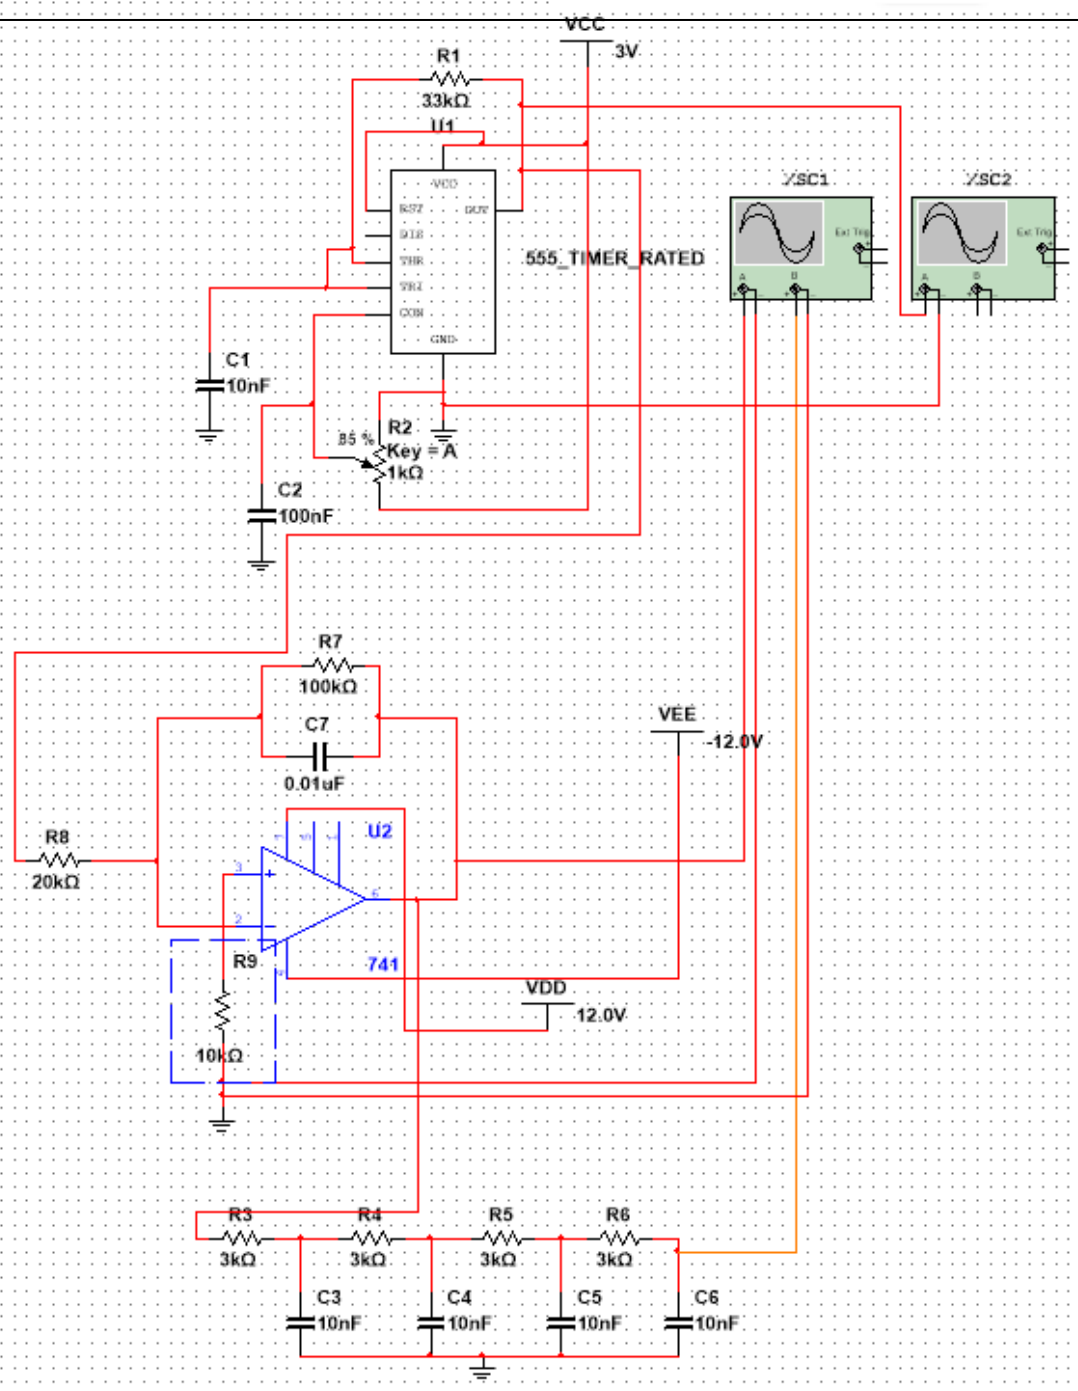 VCC
3V
R1
33kΩ
U1
VCC
RST
OUT
DIS
THR
TRI
CON
GND
555_TIMER_RATED
XSC1
XSC2
Ext Trig
Ext Trig
A
B
A
B
C1
10nF
85 %
R2
Key = A
1kΩ
C2
100nF
R7
100kΩ
C7
0.01uF
VEE
-12.0V
R8
20kΩ
U2
3
2
6
741
R9
10kΩ
VDD
12.0V
R3
3kΩ
R4
3kΩ
R5
3kΩ
R6
3kΩ
C3
10nF
C4
10nF
C5
10nF
C6
10nF